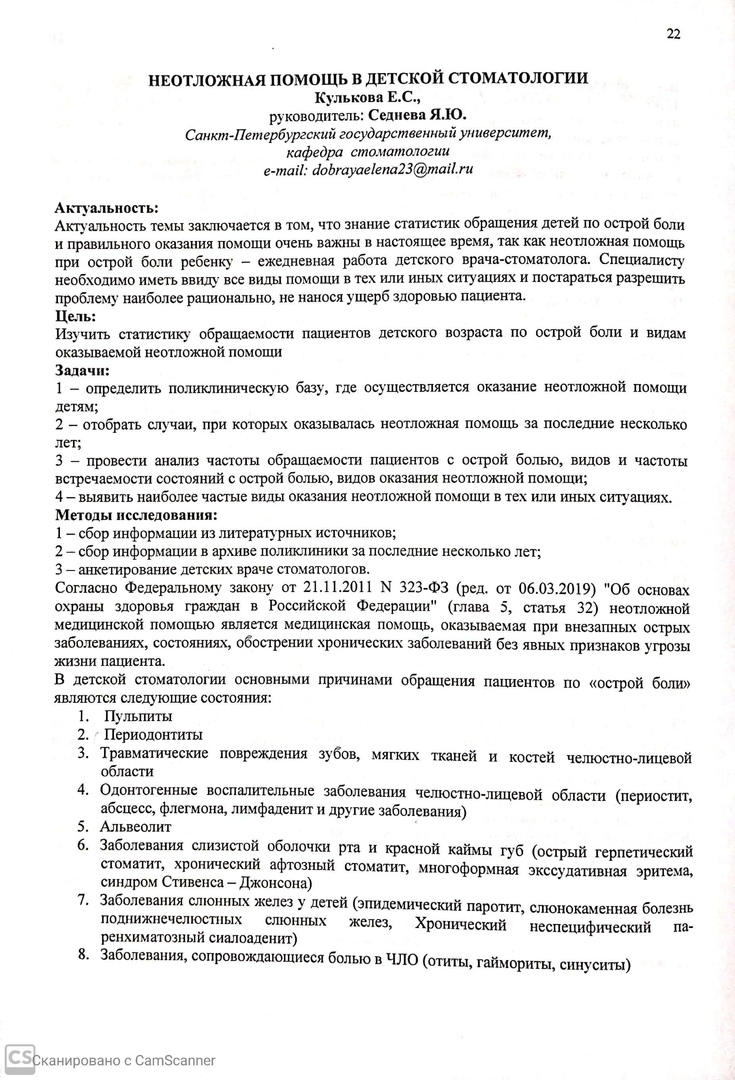 22
НЕОТЛОЖНАЯ ПОМОЩЬ В ДЕТСКОЙ СТОМАТОЛОГИИ
Кулькова Е.С.,
руководитель: Седнева Я.Ю.
Санкт-Петербургский государственный университет,
кафедра стоматологии
e-mail: dobrayaelena23@mail.ru
Актуальность:
Актуальность темы заключается в том, что знание статистик обращения детей по острой боли
и правильного оказания помощи очень важны в настоящее время, так как неотложная помощь
при острой боли ребенку – ежедневная работа детского врача-стоматолога. Специалисту
необходимо иметь ввиду все виды помощи в тех или иных ситуациях и постараться разрешить
проблему наиболее рационально, не нанося ущерб здоровью пациента.
Цель:
Изучить статистику обращаемости пациентов детского возраста по острой боли и видам
оказываемой неотложной помощи
Задачи:
1 – определить поликлиническую базу, где осуществляется оказание неотложной помощи
детям;
2 – отобрать случаи, при которых оказывалась неотложная помощь за последние несколько
лет;
3 – провести анализ частоты обращаемости пациентов с острой болью, видов и частоты
встречаемости состояний с острой болью, видов оказания неотложной помощи;
4 – выявить наиболее частые виды оказания неотложной помощи в тех или иных ситуациях.
Методы исследования:
1 – сбор информации из литературных источников;
2 – сбор информации в архиве поликлиники за последние несколько лет;
3 – анкетирование детских враче стоматологов.
Согласно Федеральному закону от 21.11.2011 N 323-ФЗ (ред. от 06.03.2019) "Об основах
охраны здоровья граждан в Российской Федерации" (глава 5, статья 32) неотложной
медицинской помощью является медицинская помощь, оказываемая при внезапных острых
заболеваниях, состояниях, обострении хронических заболеваний без явных признаков угрозы
жизни пациента.
В детской стоматологии основными причинами обращения пациентов по «острой боли»
являются следующие состояния:
1. Пульпиты
2. Периодонтиты
3. Травматические повреждения зубов, мягких тканей и костей челюстно-лицевой
области
4. Одонтогенные воспалительные заболевания челюстно-лицевой области (периостит,
абсцесс, флегмона, лимфаденит и другие заболевания)
5. Альвеолит
6. Заболевания слизистой оболочки рта и красной каймы губ (острый герпетический
стоматит, хронический афтозный стоматит, многоформная экссудативная эритема,
синдром Стивенса – Джонсона)
7. Заболевания слюнных желез у детей (эпидемический паротит, слюнокаменная болезнь
поднижнечелюстных слюнных желез, Хронический неспецифический па-
ренхиматозный сиалоаденит)
8. Заболевания, сопровождающиеся болью в ЧЛО (отиты, гаймориты, синуситы)
CS Сканировано с CamScanner